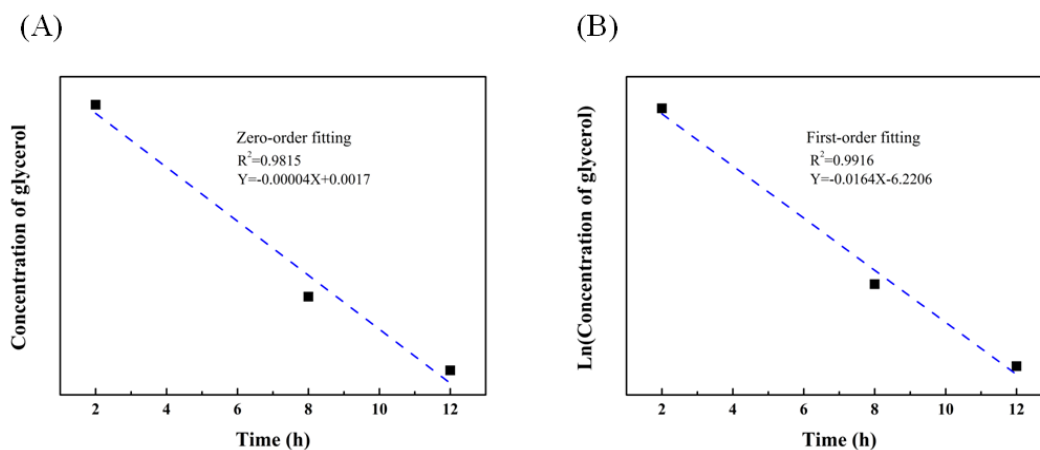 (A)
Concentration of glycerol
Zero-order fitting
R²=0.9815
Y=-0.00004X+0.0017
2 4 6 8 10 12
Time (h)
(B)
Ln(Concentration of glycerol)
First-order fitting
R²=0.9916
Y=-0.0164X-6.2206
2 4 6 8 10 12
Time (h)